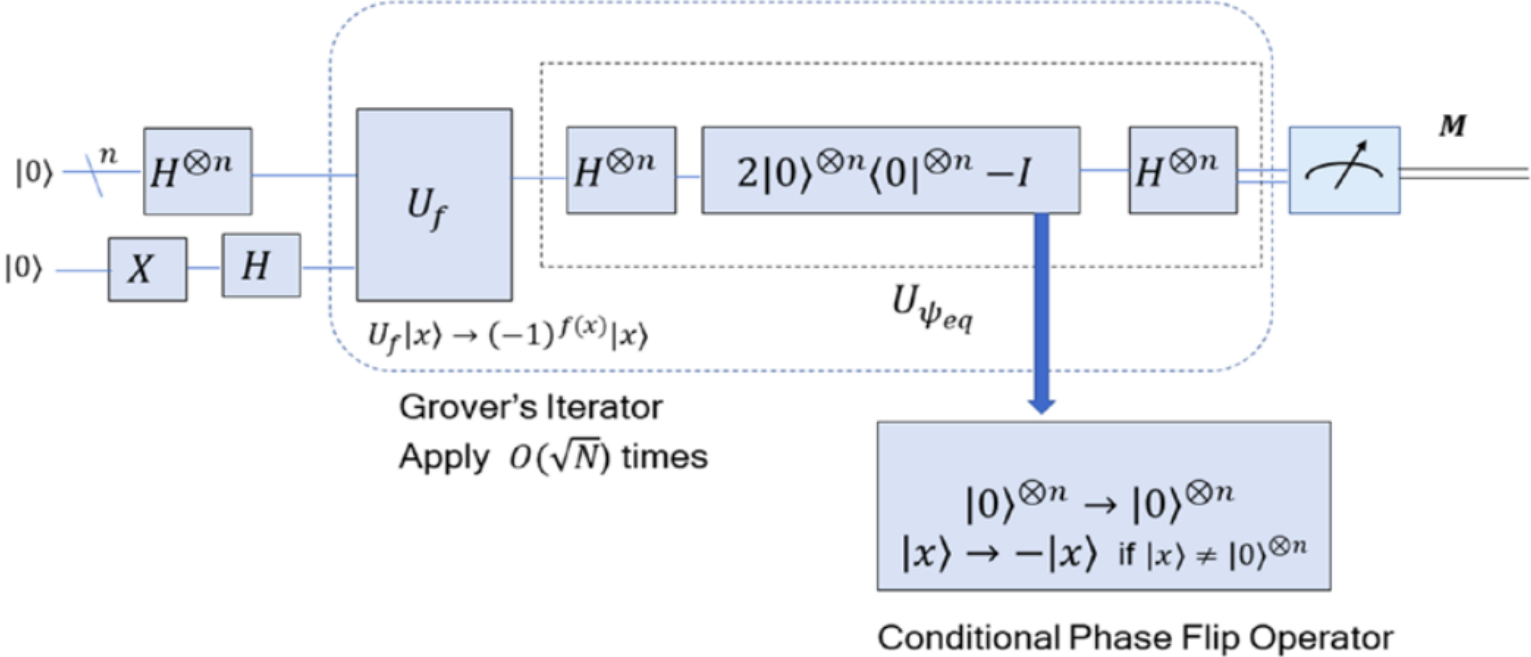 |0⟩ n H⊗n
|0⟩ X H
U_f
U_f|x⟩ → (−1)^f(x)|x⟩
H⊗n 2|0⟩⊗n⟨0|⊗n −I H⊗n
M
U_ψeq
Grover's Iterator
Apply O(√N) times
|0⟩⊗n → |0⟩⊗n
|x⟩ → −|x⟩ if |x⟩ ≠ |0⟩⊗n
Conditional Phase Flip Operator